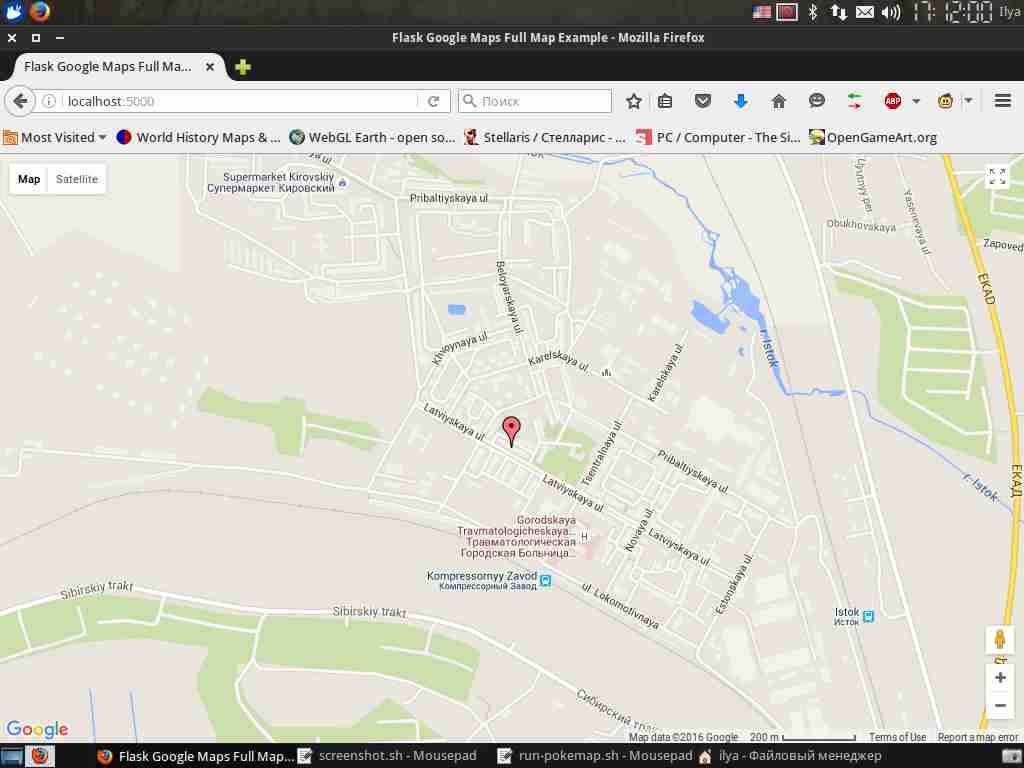 17:12:00 Ilya
Flask Google Maps Full Map Example - Mozilla Firefox
Flask Google Maps Full Ma...
localhost:5000
Поиск
ABP
Most Visited
World History Maps & ...
WebGL Earth - open so...
Stellaris / Стелларис - ...
PC / Computer - The Si...
OpenGameArt.org
Map Satellite
Supermarket Kirovskiy
Супермаркет Кировский
Pribaltiyskaya ul.
Uyutnyy per.
Yasenevaya ul
Obukhovskaya
Zapoved
EKAD
Beloyarskaya ul.
Khvoynaya ul.
Karelskaya ul.
Karelskaya ul.
r. Istok
Latviyskaya ul.
Tsentralnaya ul.
Pribaltiyskaya ul.
Latviyskaya ul.
ЕКАД
r. Istok
Gorodskaya
Travmatologicheskaya...
Травматологическая
Городская Больница...
H
Novaya ul.
Latviyskaya ul.
Kompressornyy Zavod
Компрессорный Завод
Estonskaya ul.
ul. Lokomotivnaya
Sibirskiy trakt
Sibirskiy trakt
Istok
Исток
Сибирский тра
Google
Map data ©2016 Google
200 m
Terms of Use
Report a map error
Flask Google Maps Full Map...
screenshot.sh - Mousepad
run-pokemap.sh - Mousepad
ilya - Файловый менеджер